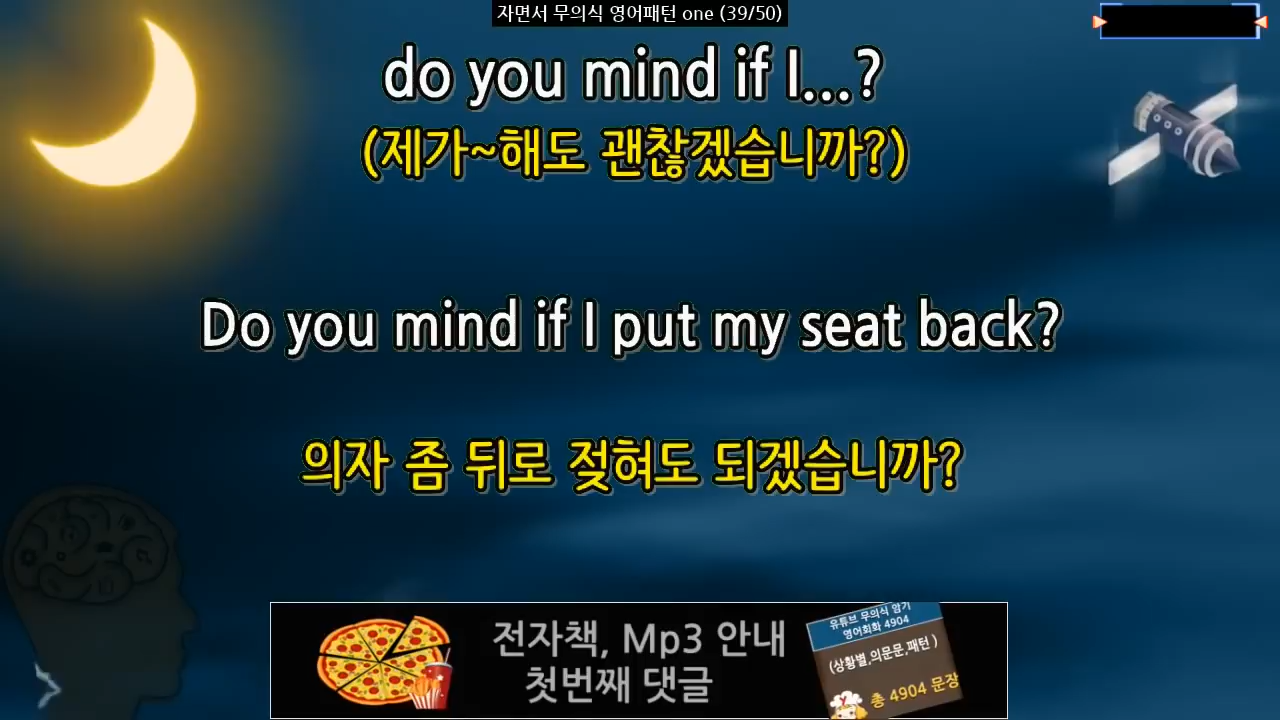 자면서 무의식 영어패턴 one (39/50)
do you mind if I...?
(제가~해도 괜찮겠습니까?)
Do you mind if I put my seat back?
의자 좀 뒤로 젖혀도 되겠습니까?
전자책, Mp3 안내
첫번째 댓글
유튜브 무의식 암기
영어회화 4904
(상황별,의문문,패턴 )
총 4904 문장